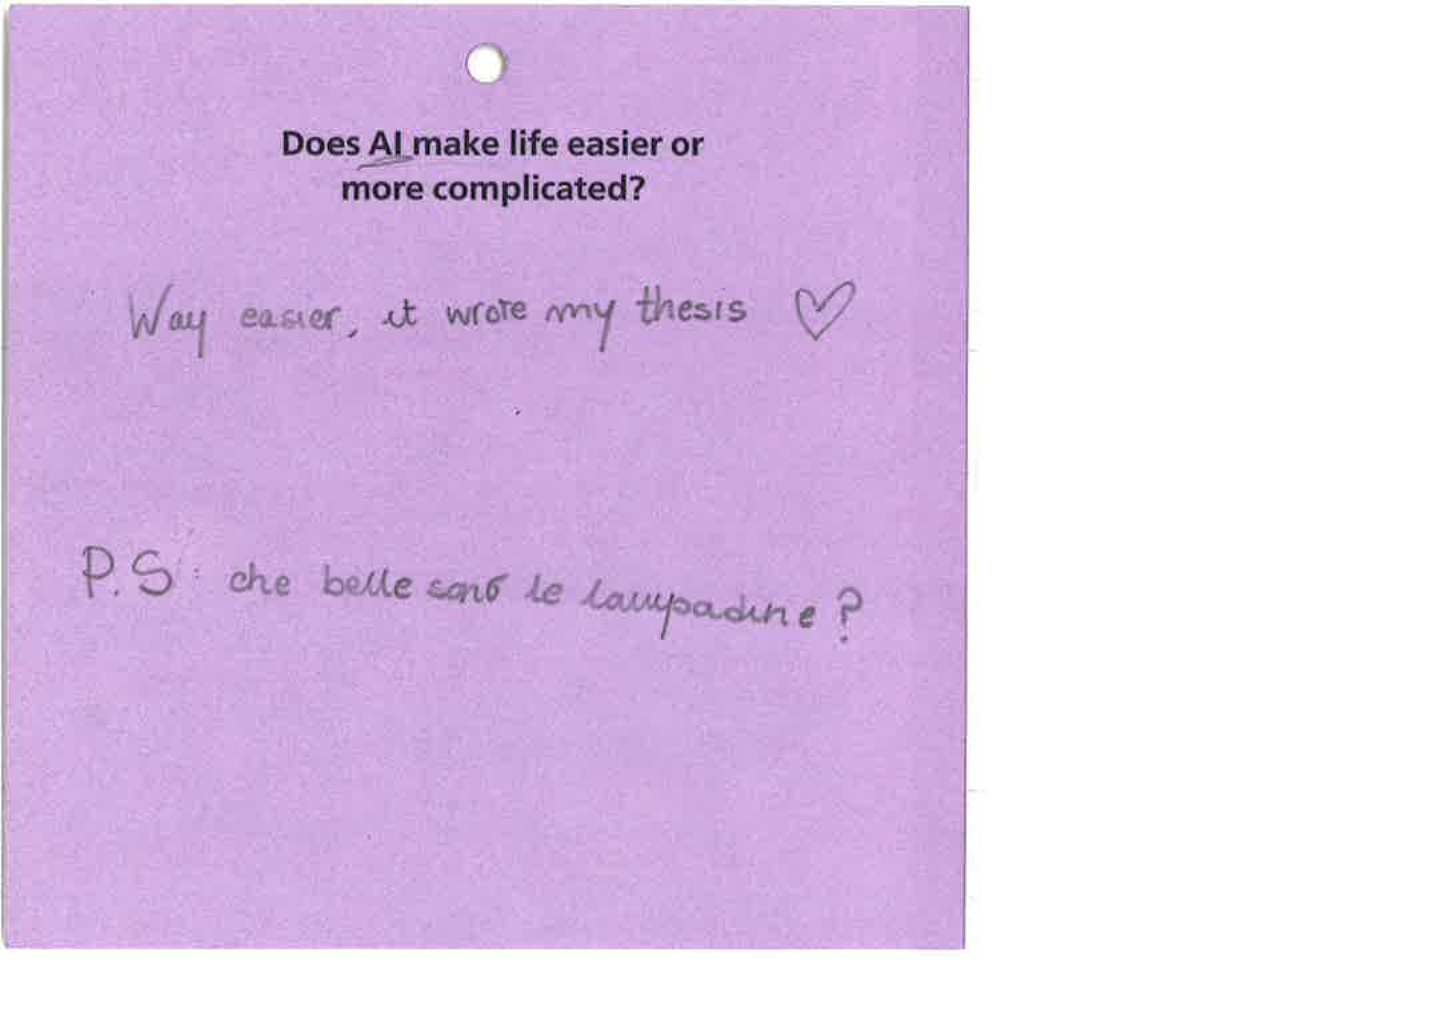 Does AI make life easier or
more complicated?
Way easier, it wrote my thesis ♡
P.S: che belle sono le lampadine?